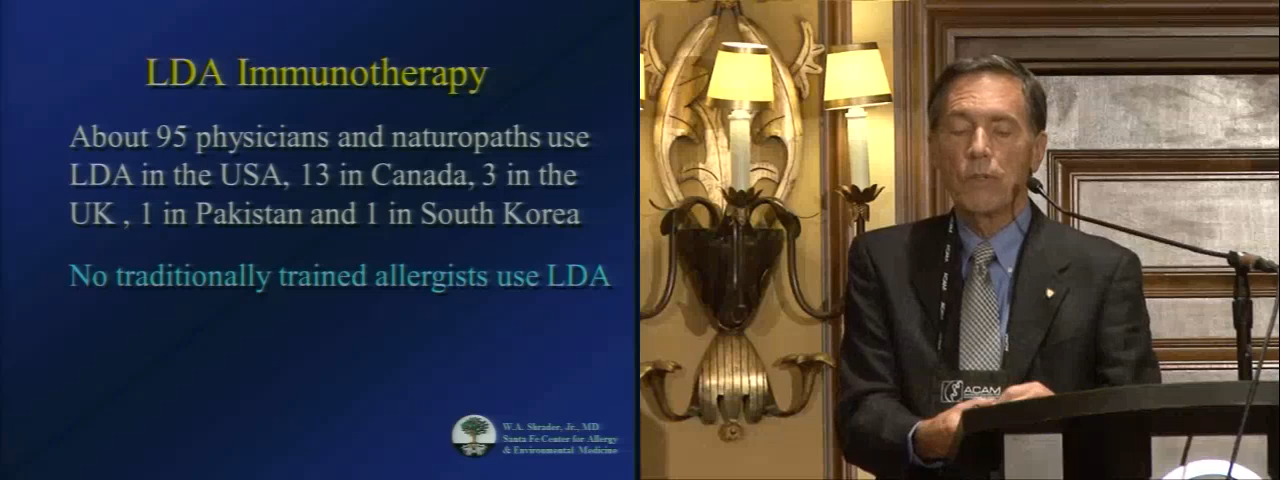 LDA Immunotherapy
About 95 physicians and naturopaths use
LDA in the USA, 13 in Canada, 3 in the
UK , 1 in Pakistan and 1 in South Korea
No traditionally trained allergists use LDA
W.A. Shrader, Jr., MD
Santa Fe Center for Allergy
& Environmental Medicine
ACAM